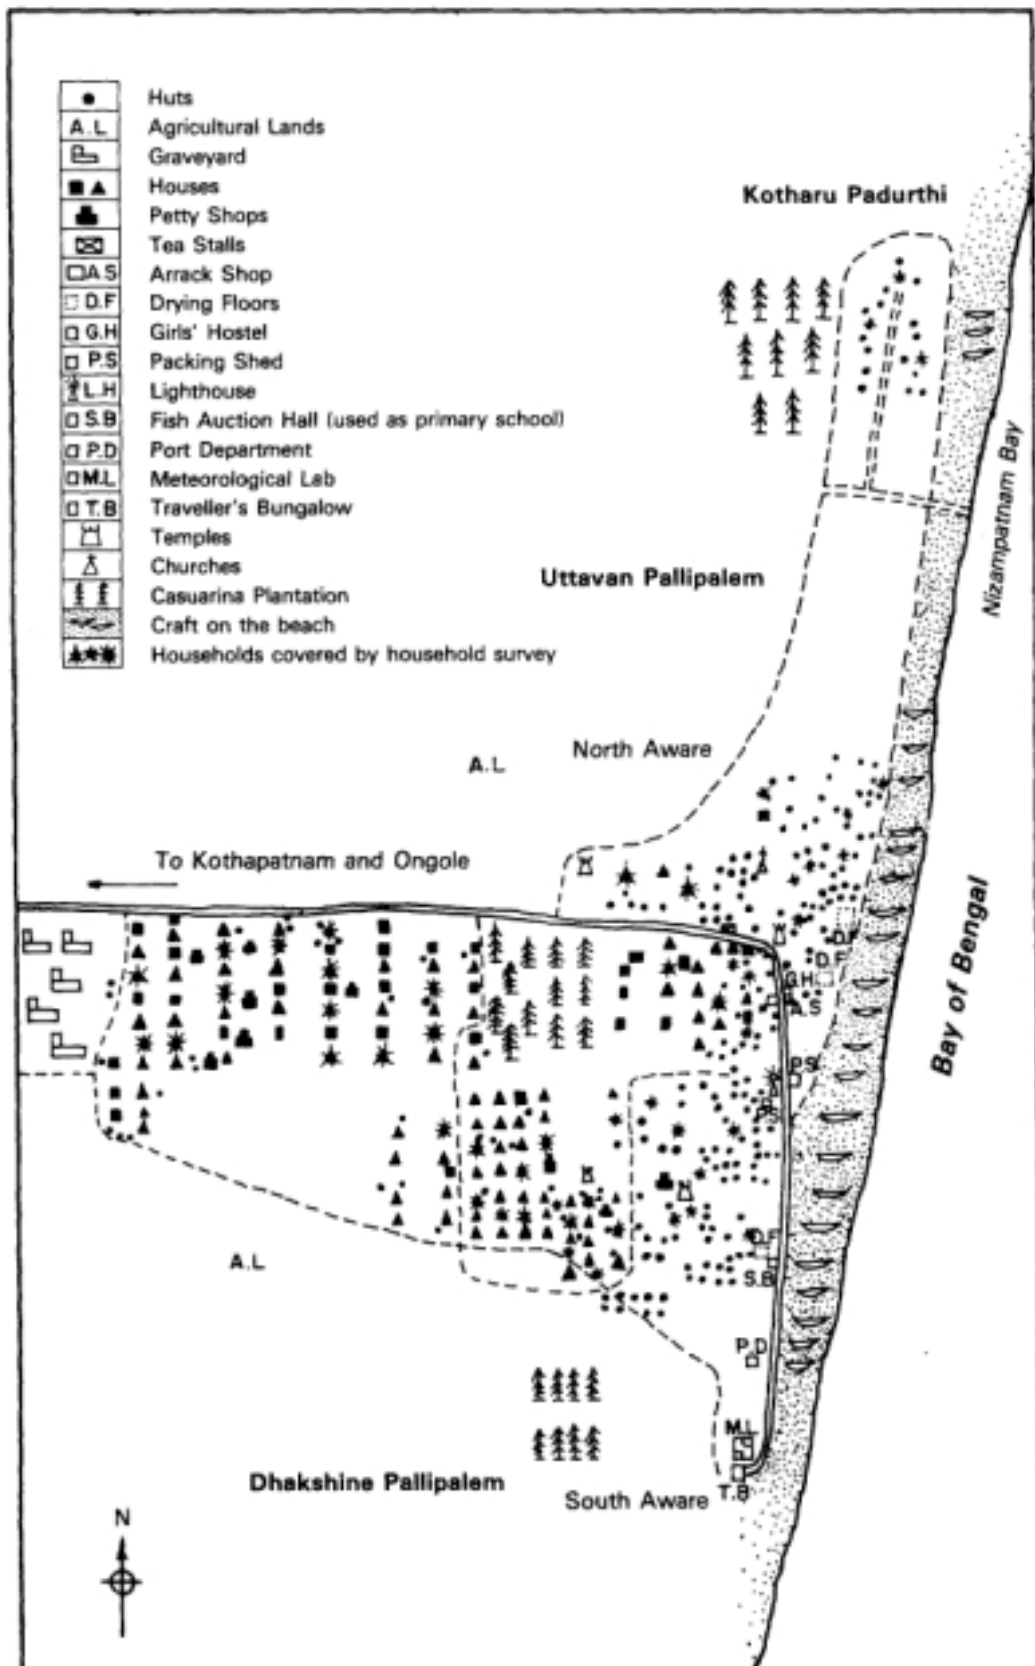 Huts
A.L Agricultural Lands
Graveyard
Houses
Petty Shops
Tea Stalls
A.S Arrack Shop
D.F Drying Floors
G.H Girls' Hostel
P.S Packing Shed
L.H Lighthouse
S.B Fish Auction Hall (used as primary school)
P.D Port Department
M.L Meteorological Lab
T.B Traveller's Bungalow
Temples
Churches
Casuarina Plantation
Craft on the beach
Households covered by household survey
Kotharu Padurthi
Nizampatnam Bay
Uttavan Pallipalem
North Aware
A.L
To Kothapatnam and Ongole
Bay of Bengal
D.F
G.H
A.S
P.S
A.L
D.F
S.B
P.D
M.L
Dhakshine Pallipalem
South Aware
T.B
N